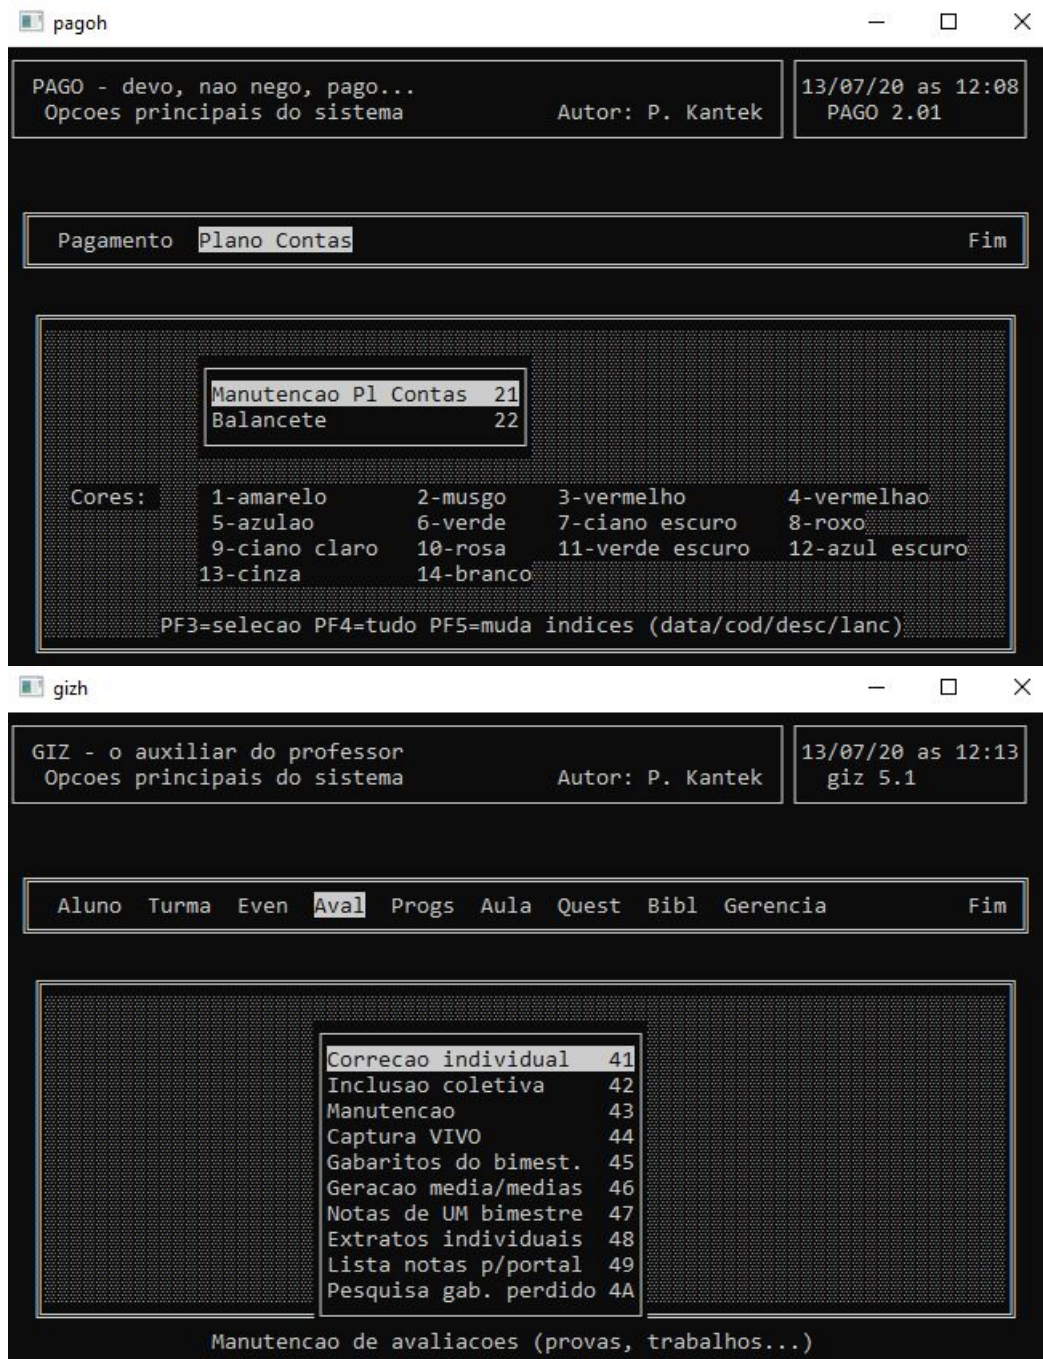 pagoh
PAGO - devo, nao nego, pago...
Opcoes principais do sistema Autor: P. Kantek
13/07/20 as 12:08
PAGO 2.01
Pagamento Plano Contas Fim
Manutencao Pl Contas 21
Balancete 22
Cores: 1-amarelo 2-musgo 3-vermelho 4-vermelhao
5-azulao 6-verde 7-ciano escuro 8-roxo
9-ciano claro 10-rosa 11-verde escuro 12-azul escuro
13-cinza 14-branco
PF3=selecao PF4=tudo PF5=muda indices (data/cod/desc/lanc)
gizh
GIZ - o auxiliar do professor
Opcoes principais do sistema Autor: P. Kantek
13/07/20 as 12:13
giz 5.1
Aluno Turma Even Aval Progs Aula Quest Bibl Gerencia Fim
Correcao individual 41
Inclusao coletiva 42
Manutencao 43
Captura VIVO 44
Gabaritos do bimest. 45
Geracao media/medias 46
Notas de UM bimestre 47
Extratos individuais 48
Lista notas p/portal 49
Pesquisa gab. perdido 4A
Manutencao de avaliacoes (provas, trabalhos...)